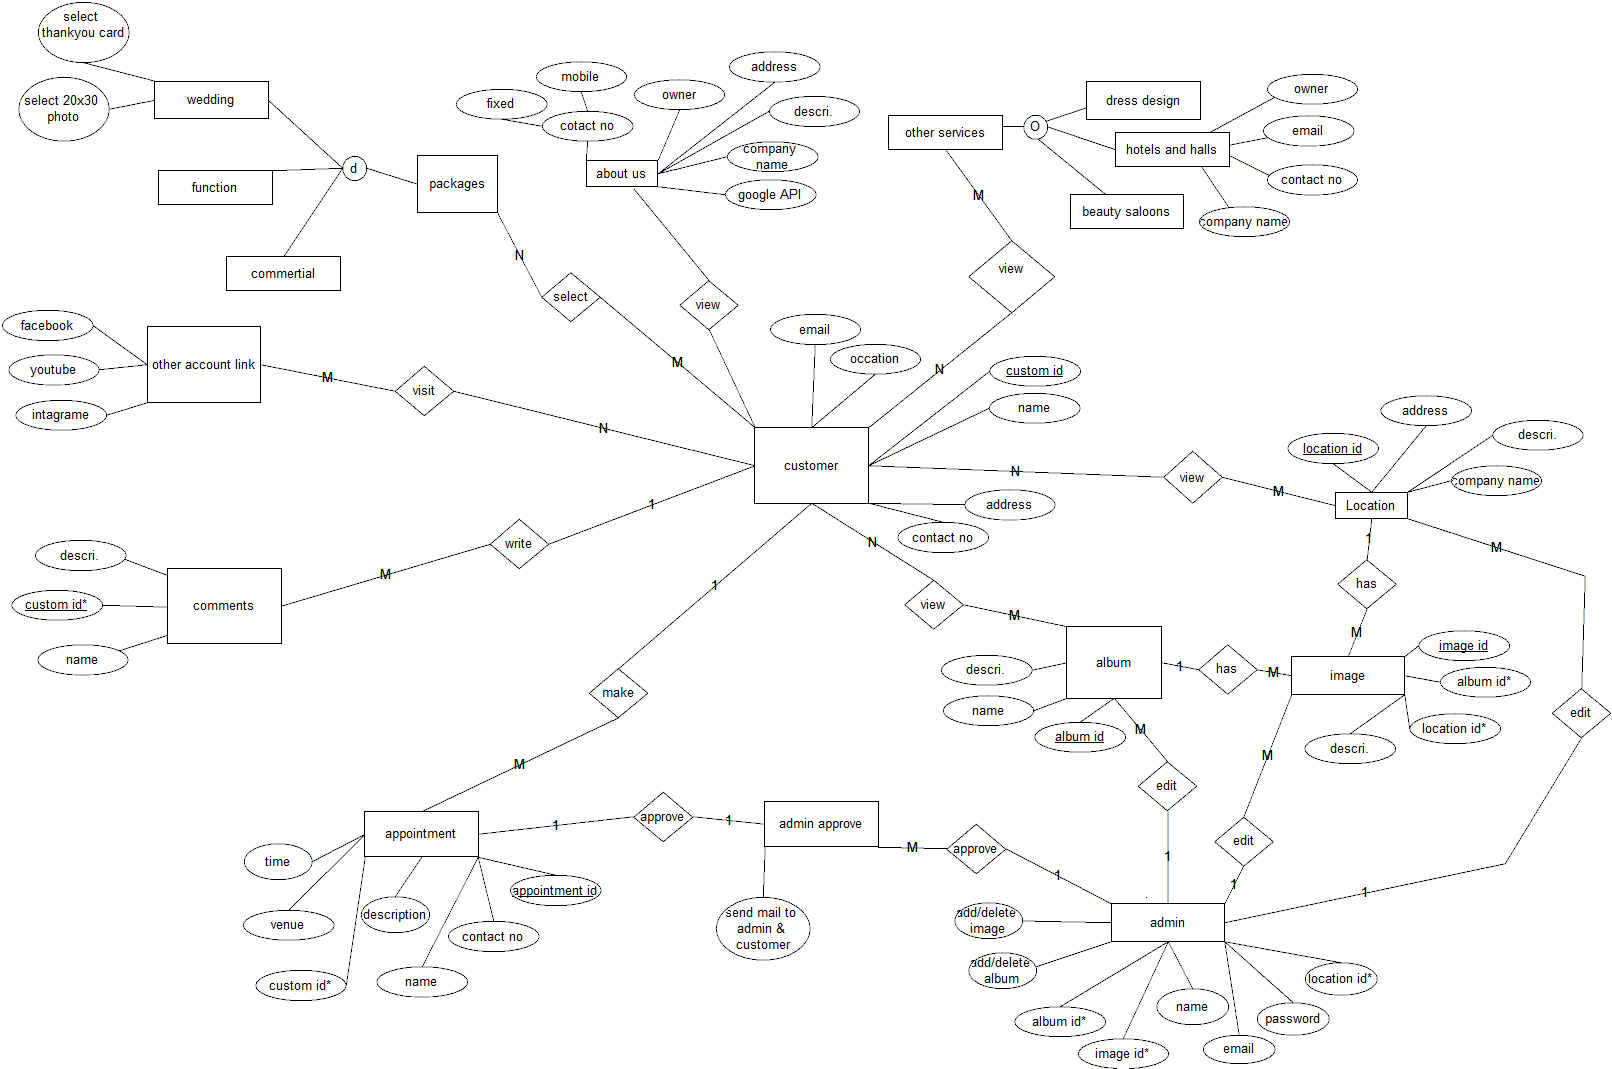 select
thankyou card
wedding
select 20x30
photo
function
commertial
d
packages
mobile
fixed
cotact no
owner
address
descri.
company
name
about us
google API
other services
O
dress design
hotels and halls
beauty saloons
owner
email
contact no
company name
M
view
N
N
select
M
view
facebook
youtube
intagrame
other account link
M
visit
N
email
occation
custom id
name
customer
address
contact no
N
view
M
location id
address
descri.
company name
Location
1
write
M
descri.
custom id*
name
comments
1
make
M
N
view
M
1
has
M
M
edit
1
descri.
name
album id
album
1
has
M
image id
album id*
location id*
descri.
image
M
edit
1
M
edit
1
appointment
time
venue
custom id*
description
name
contact no
appointment id
1
approve
1
admin approve
send mail to
admin &
customer
M
approve
1
add/delete
image
add/delete
album
admin
album id*
image id*
name
email
password
location id*